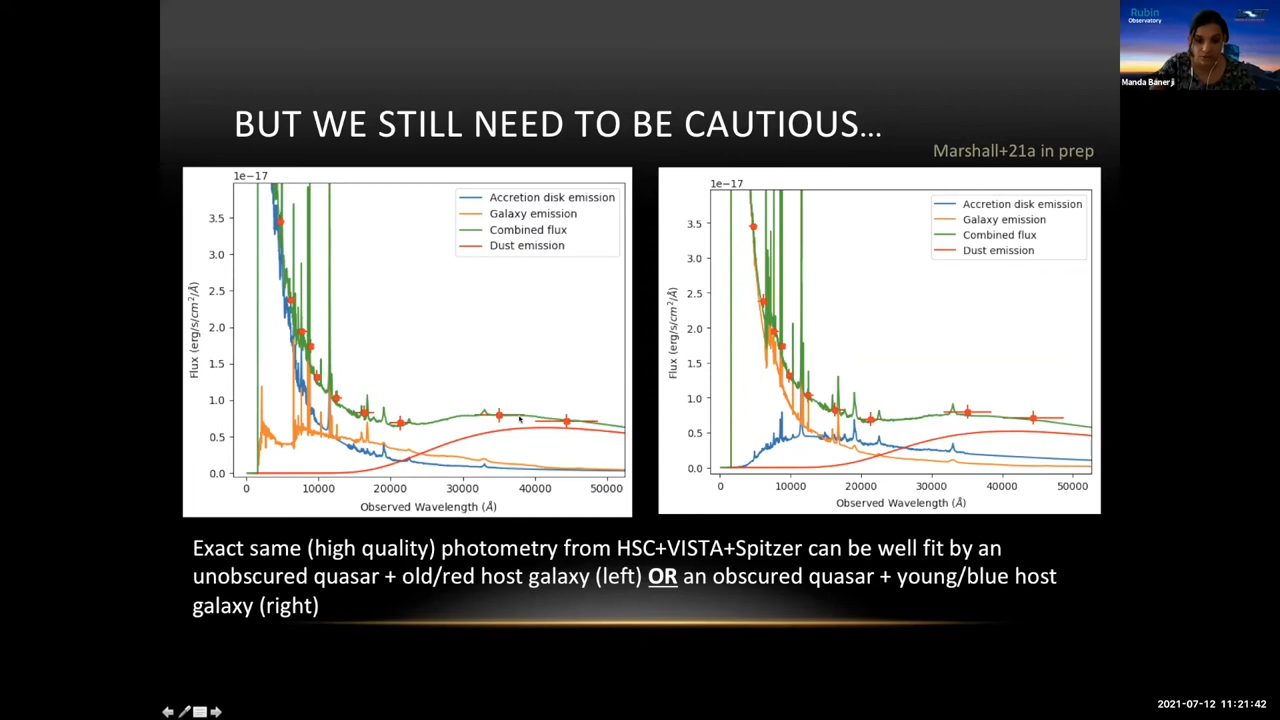 Rubin
Observatory
Manda Banerji
BUT WE STILL NEED TO BE CAUTIOUS…
Marshall+21a in prep
1e−17
Accretion disk emission
Galaxy emission
Combined flux
Dust emission
3.5
3.0
2.5
2.0
1.5
1.0
0.5
0.0
Flux (erg/s/cm²/Å)
0 10000 20000 30000 40000 50000
Observed Wavelength (Å)
1e−17
Accretion disk emission
Galaxy emission
Combined flux
Dust emission
3.5
3.0
2.5
2.0
1.5
1.0
0.5
0.0
Flux (erg/s/cm²/Å)
0 10000 20000 30000 40000 50000
Observed Wavelength (Å)
Exact same (high quality) photometry from HSC+VISTA+Spitzer can be well fit by an
unobscured quasar + old/red host galaxy (left) OR an obscured quasar + young/blue host
galaxy (right)
2021-07-12 11:21:42